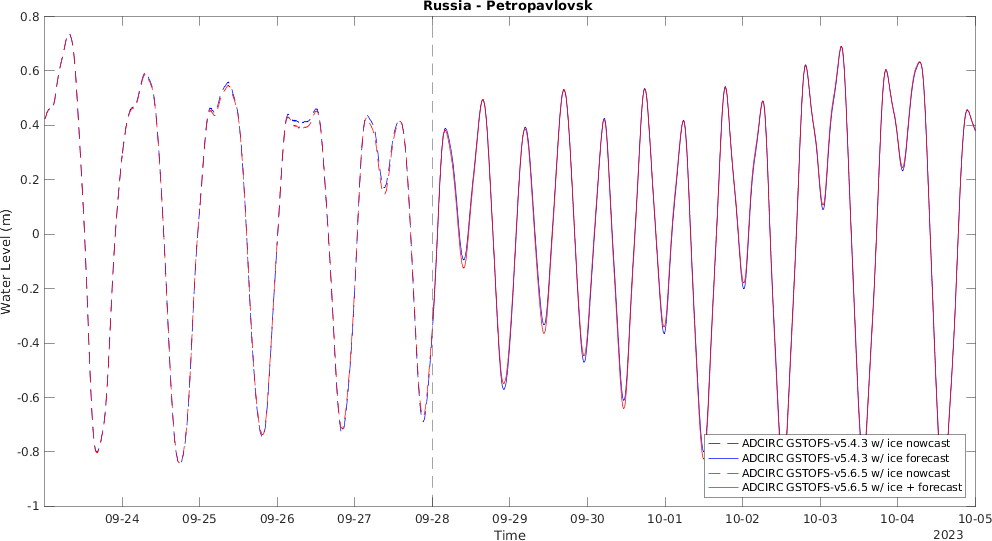 Russia - Petropavlovsk
0.8
0.6
0.4
0.2
0
-0.2
-0.4
-0.6
-0.8
-1
Water Level (m)
ADCIRC GSTOFS-v5.4.3 w/ ice nowcast
ADCIRC GSTOFS-v5.4.3 w/ ice forecast
ADCIRC GSTOFS-v5.6.5 w/ ice nowcast
ADCIRC GSTOFS-v5.6.5 w/ ice + forecast
09-24 09-25 09-26 09-27 09-28 09-29 09-30 10-01 10-02 10-03 10-04 10-05
Time
2023